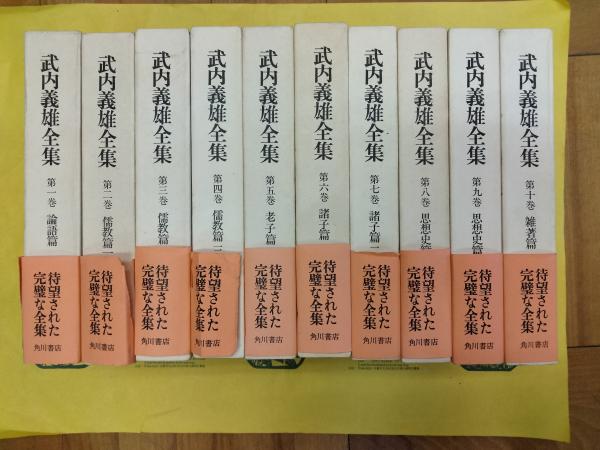 武内義雄全集 第一巻 論語篇
待望された
完璧な全集
角川書店
武内義雄全集 第二巻 儒教篇一
待望された
完璧な全集
角川書店
武内義雄全集 第三巻 儒教篇
待望された
完璧な全集
角川書店
武内義雄全集 第四巻 儒教篇三
待望された
完璧な全集
角川書店
武内義雄全集 第五巻 老子篇
待望された
完璧な全集
角川書店
武内義雄全集 第六巻 諸子篇
待望された
完璧な全集
角川書店
武内義雄全集 第七巻 諸子篇
待望された
完璧な全集
角川書店
武内義雄全集 第八巻 思想史篇
待望された
完璧な全集
角川書店
武内義雄全集 第九巻 思想史篇
待望された
完璧な全集
角川書店
武内義雄全集 第十巻 雑著篇
待望された
完璧な全集
角川書店